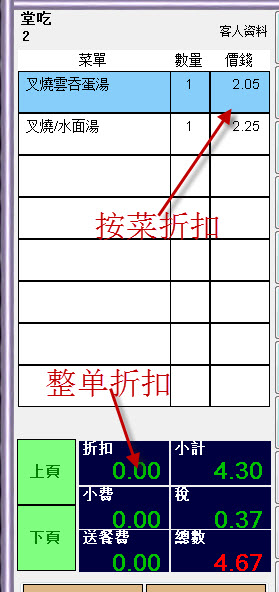 堂吃
2 客人資料
菜單 數量 價錢
叉燒雲吞蛋湯 1 2.05
叉燒/水面湯 1 2.25
按菜折扣
整单折扣
上頁 折扣 0.00 小計 4.30
小費 0.00 稅 0.37
下頁 送餐費 0.00 總數 4.67